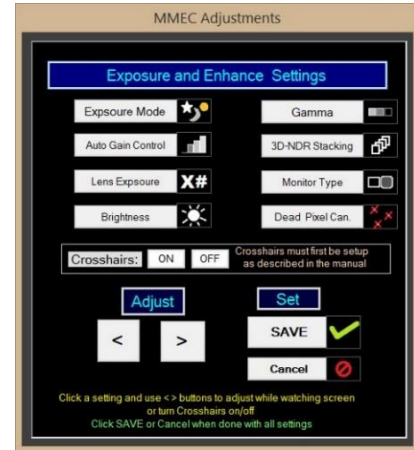 MMEC Adjustments
Exposure and Enhance Settings
Expsoure Mode
Gamma
Auto Gain Control
3D-NDR Stacking
Lens Expsoure X#
Monitor Type
Brightness
Dead Pixel Can.
Crosshairs: ON OFF
Crosshairs must first be setup
as described in the manual
Adjust
Set
< >
SAVE
Cancel
Click a setting and use < > buttons to adjust while watching screen
or turn Crosshairs on/off
Click SAVE or Cancel when done with all settings